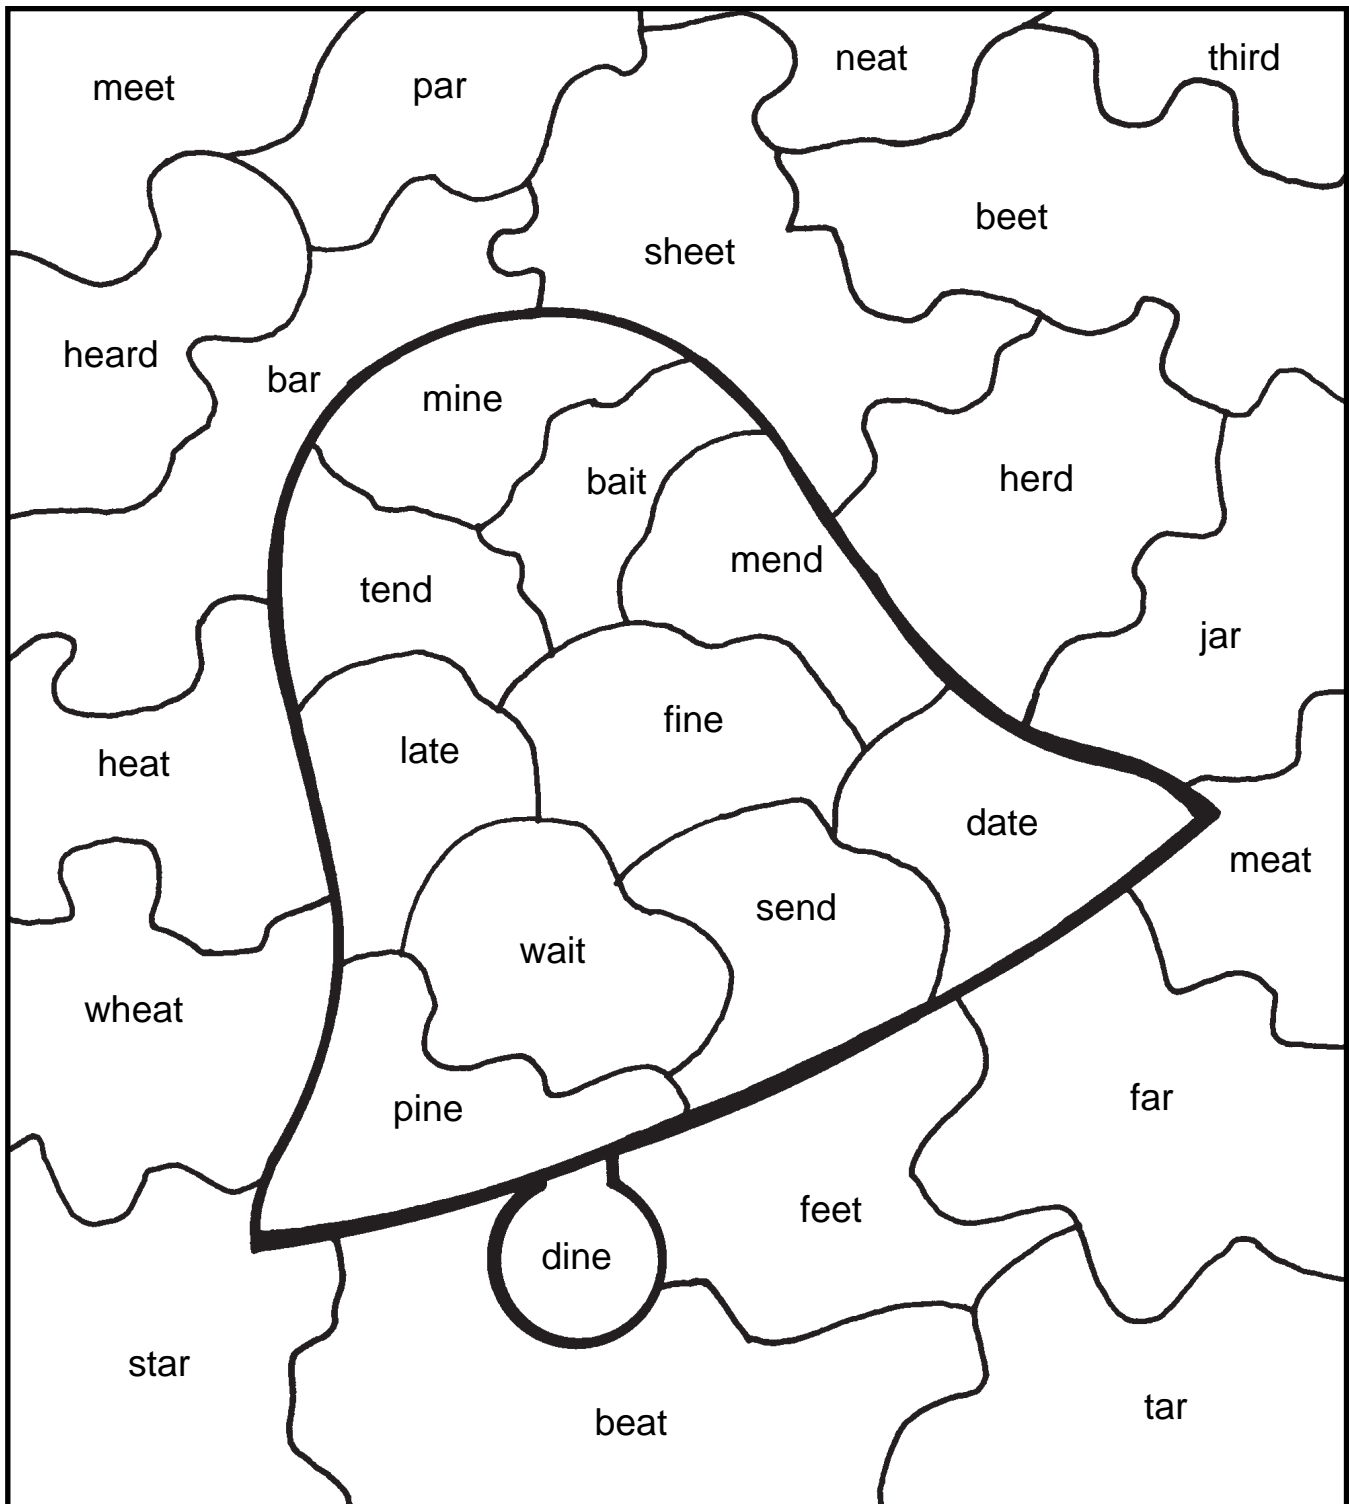 meet
par
neat
third
beet
sheet
heard
bar
mine
bait
herd
tend
mend
jar
heat
late
fine
date
meat
wheat
wait
send
pine
far
feet
dine
star
beat
tar